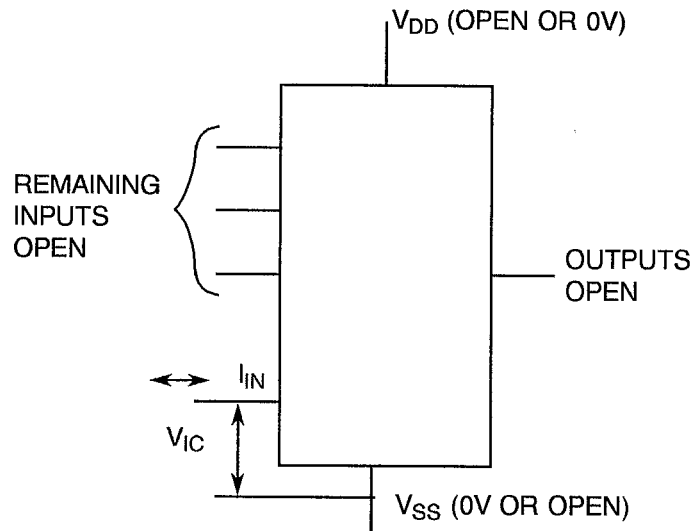 VDD (OPEN OR 0V)
REMAINING
INPUTS
OPEN
OUTPUTS
OPEN
IIN
VIC
VSS (0V OR OPEN)